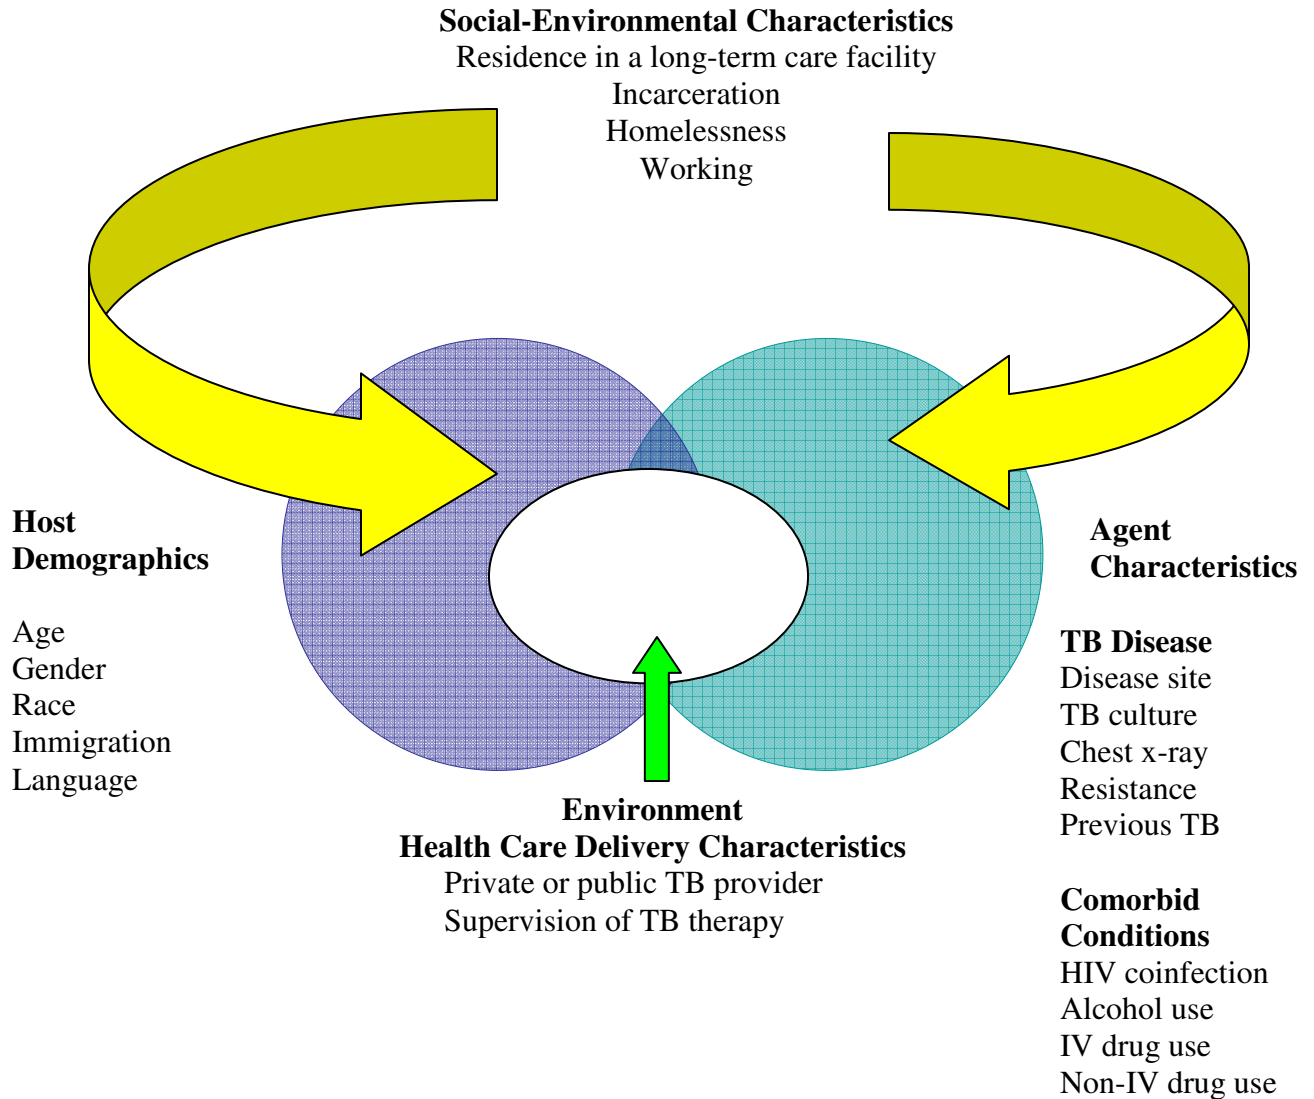 Social-Environmental Characteristics
Residence in a long-term care facility
Incarceration
Homelessness
Working
Host
Demographics
Age
Gender
Race
Immigration
Language
Agent
Characteristics
TB Disease
Disease site
TB culture
Chest x-ray
Resistance
Previous TB
Comorbid
Conditions
HIV coinfection
Alcohol use
IV drug use
Non-IV drug use
Environment
Health Care Delivery Characteristics
Private or public TB provider
Supervision of TB therapy